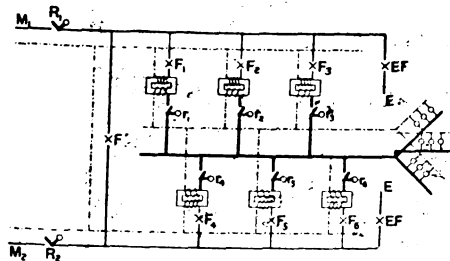 M1 R1
F1 F2 F3 EF
E
r1 r2 r3
F
r4 r5 r6
E
F4 F5 F6 EF
M2 R2